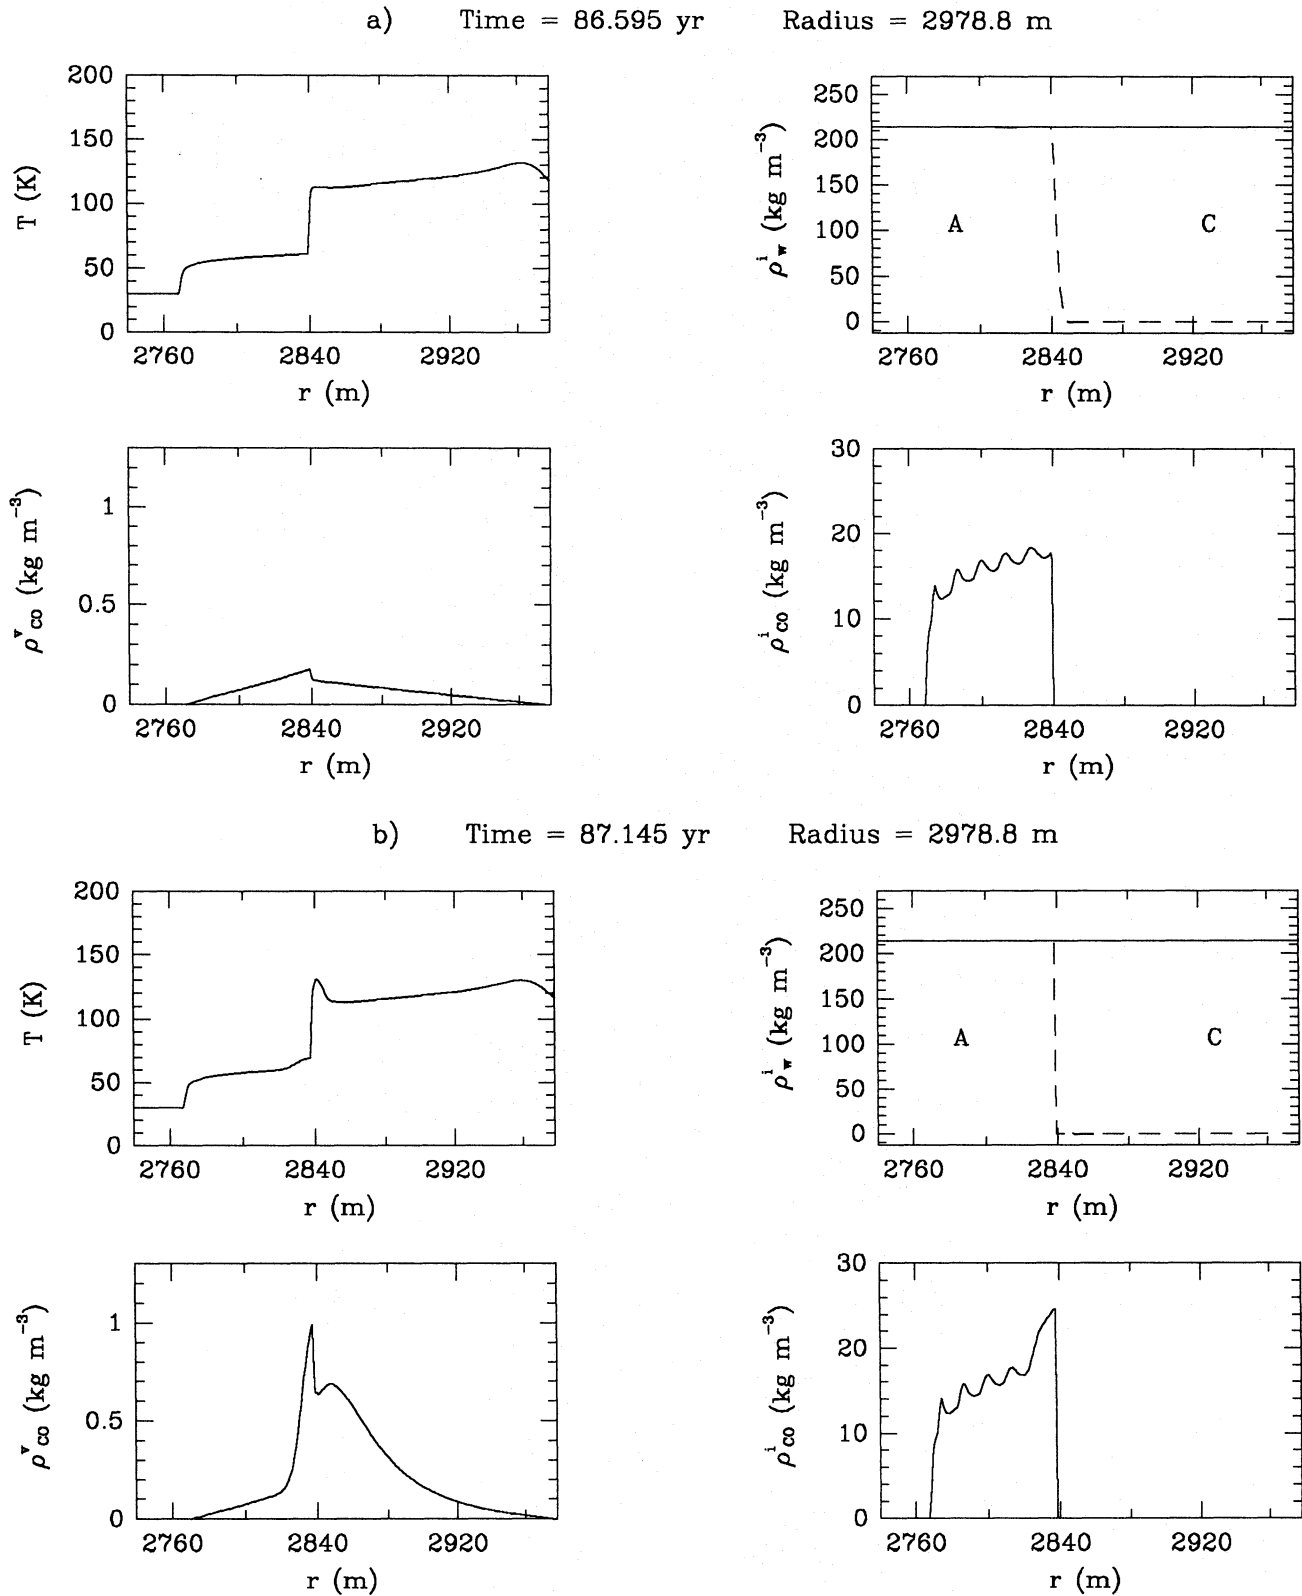 a) Time = 86.595 yr Radius = 2978.8 m
200
150
100
50
0
T (K)
2760 2840 2920
r (m)
250
200
150
100
50
0
ρ^i_w (kg m^-3)
A C
2760 2840 2920
r (m)
1
0.5
0
ρ^v_CO (kg m^-3)
2760 2840 2920
r (m)
30
20
10
0
ρ^i_CO (kg m^-3)
2760 2840 2920
r (m)
b) Time = 87.145 yr Radius = 2978.8 m
200
150
100
50
0
T (K)
2760 2840 2920
r (m)
250
200
150
100
50
0
ρ^i_w (kg m^-3)
A C
2760 2840 2920
r (m)
1
0.5
0
ρ^v_CO (kg m^-3)
2760 2840 2920
r (m)
30
20
10
0
ρ^i_CO (kg m^-3)
2760 2840 2920
r (m)